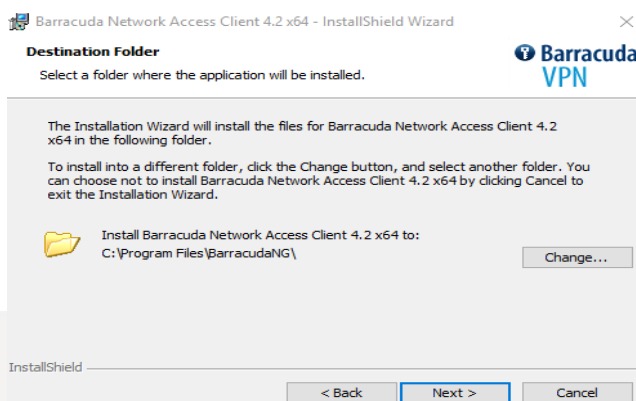 Barracuda Network Access Client 4.2 x64 - InstallShield Wizard
Destination Folder
Select a folder where the application will be installed.
Barracuda
VPN
The Installation Wizard will install the files for Barracuda Network Access Client 4.2
x64 in the following folder.
To install into a different folder, click the Change button, and select another folder. You
can choose not to install Barracuda Network Access Client 4.2 x64 by clicking Cancel to
exit the Installation Wizard.
Install Barracuda Network Access Client 4.2 x64 to:
C:\Program Files\BarracudaNG\
Change...
InstallShield
< Back
Next >
Cancel